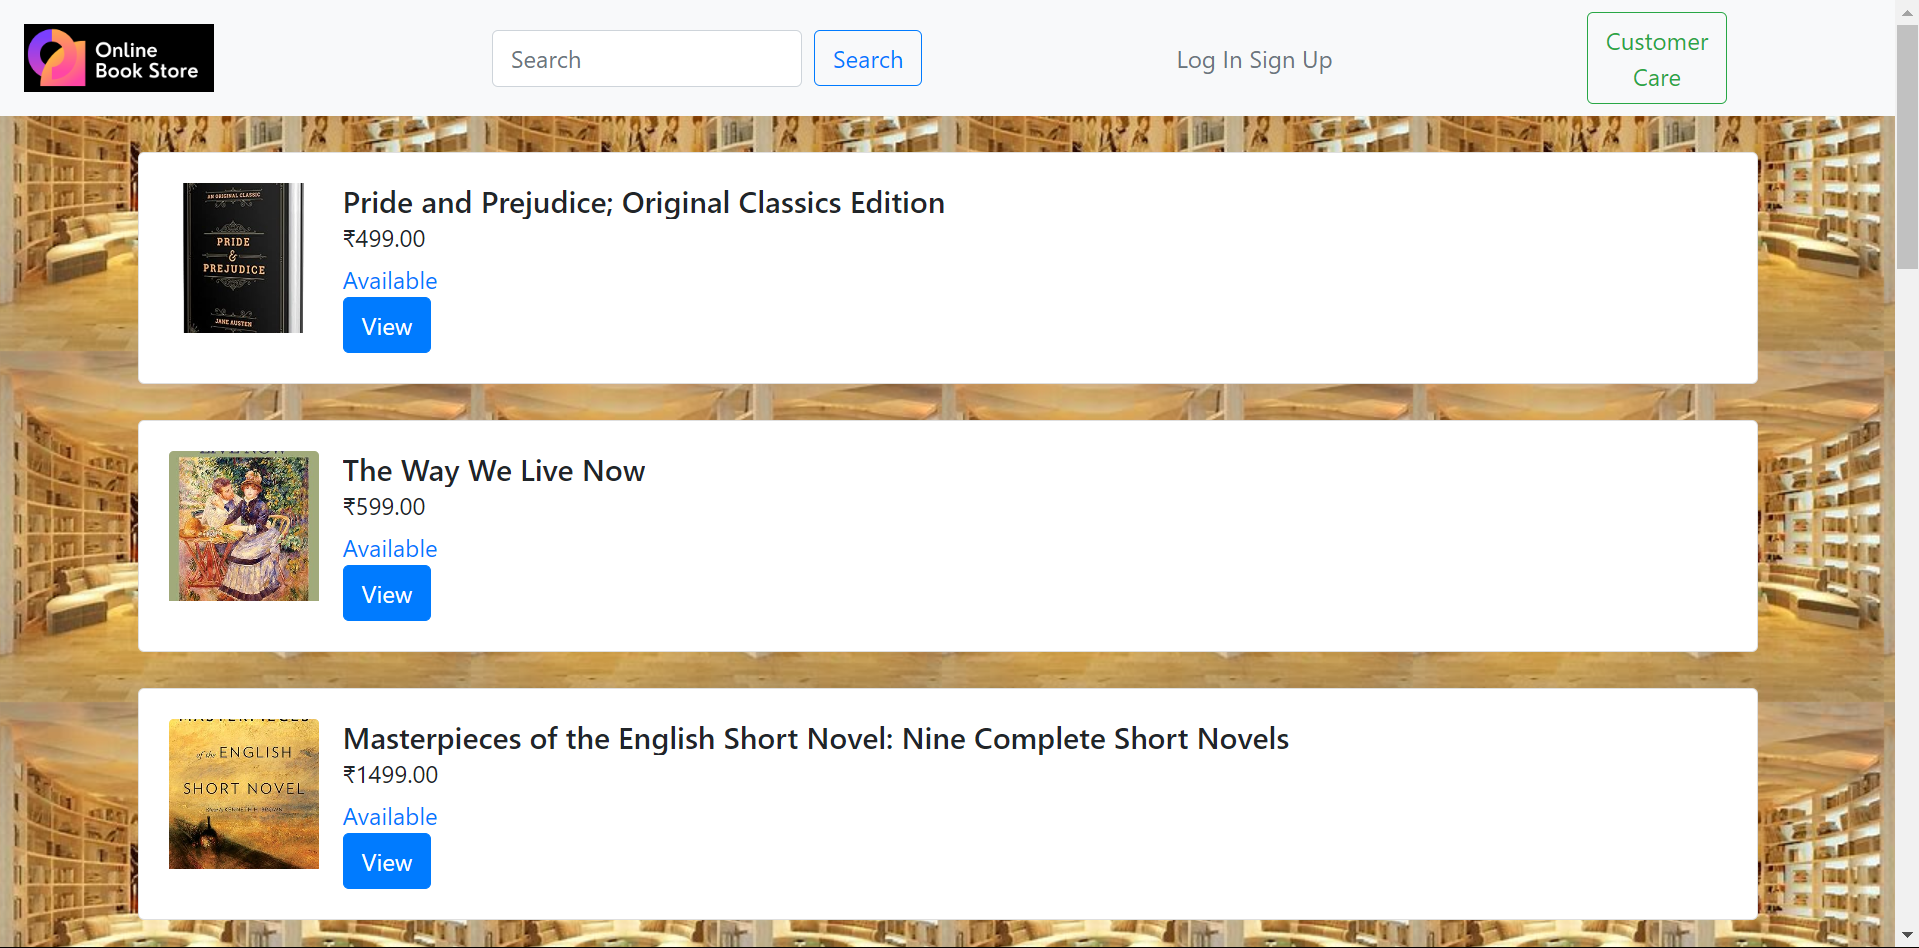 Online
Book Store
Search
Search
Log In Sign Up
Customer
Care
AN ORIGINAL CLASSIC
PRIDE
&
PREJUDICE
JANE AUSTEN
Pride and Prejudice; Original Classics Edition
₹499.00
Available
View
The Way We Live Now
₹599.00
Available
View
of the ENGLISH
SHORT NOVEL
Masterpieces of the English Short Novel: Nine Complete Short Novels
₹1499.00
Available
View